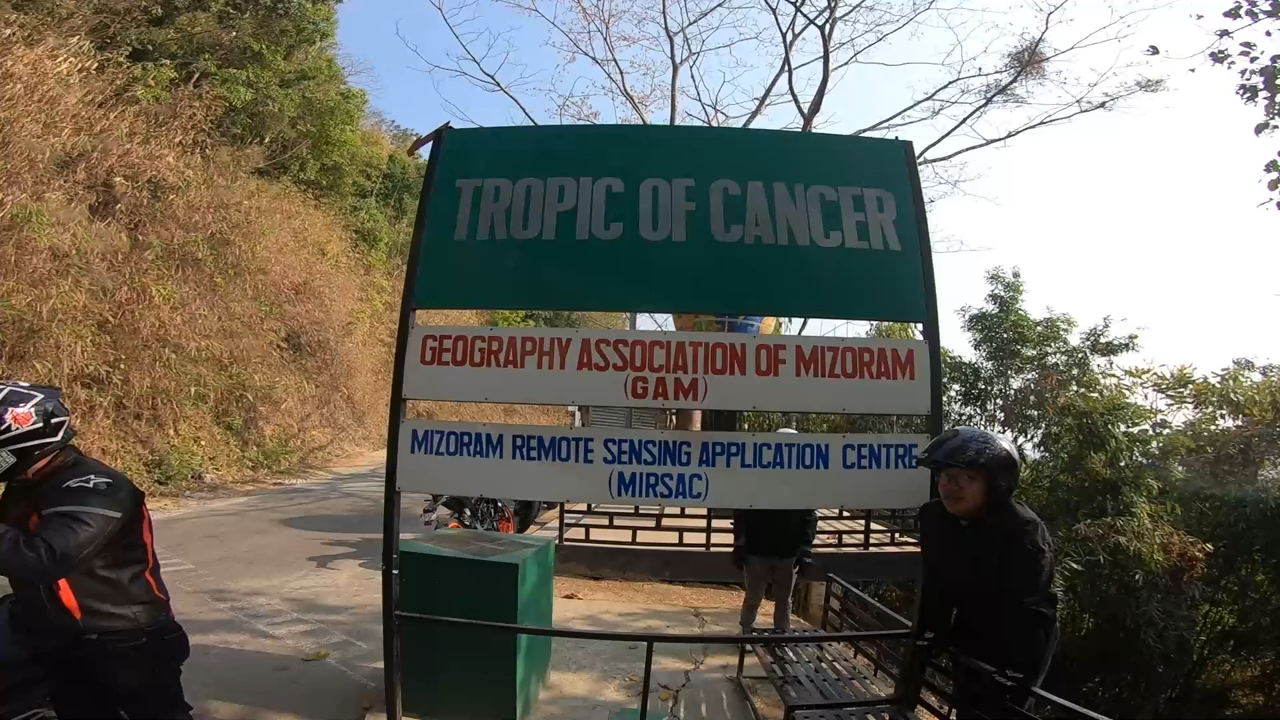 TROPIC OF CANCER
GEOGRAPHY ASSOCIATION OF MIZORAM
(GAM)
MIZORAM REMOTE SENSING APPLICATION CENTRE
(MIRSAC)